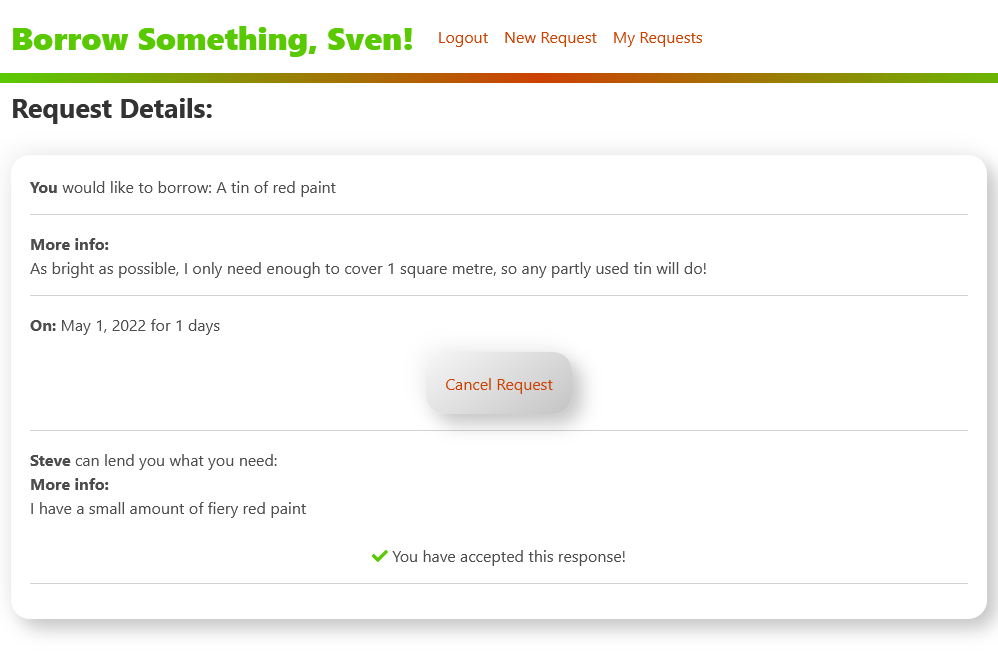 Borrow Something, Sven! Logout New Request My Requests
Request Details:
You would like to borrow: A tin of red paint
More info:
As bright as possible, I only need enough to cover 1 square metre, so any partly used tin will do!
On: May 1, 2022 for 1 days
Cancel Request
Steve can lend you what you need:
More info:
I have a small amount of fiery red paint
You have accepted this response!